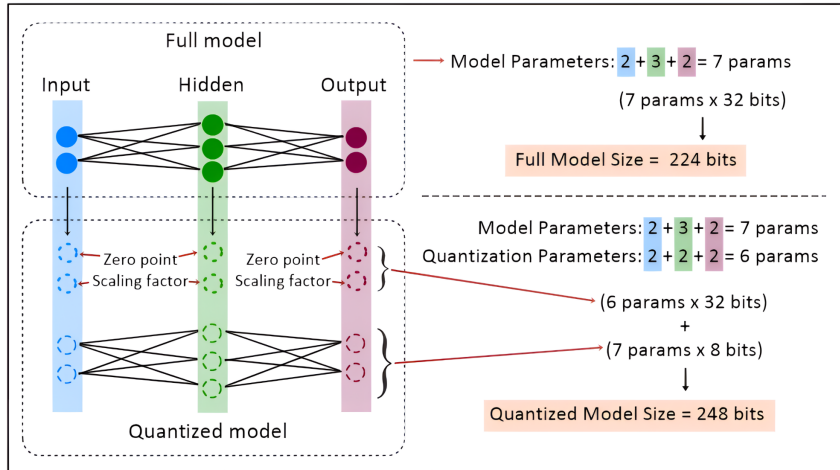 Full model
Input
Hidden
Output
Model Parameters: 2 + 3 + 2 = 7 params
(7 params x 32 bits)
Full Model Size = 224 bits
Zero point
Scaling factor
Zero point
Scaling factor
Quantized model
Model Parameters: 2 + 3 + 2 = 7 params
Quantization Parameters: 2 + 2 + 2 = 6 params
(6 params x 32 bits)
+
(7 params x 8 bits)
Quantized Model Size = 248 bits